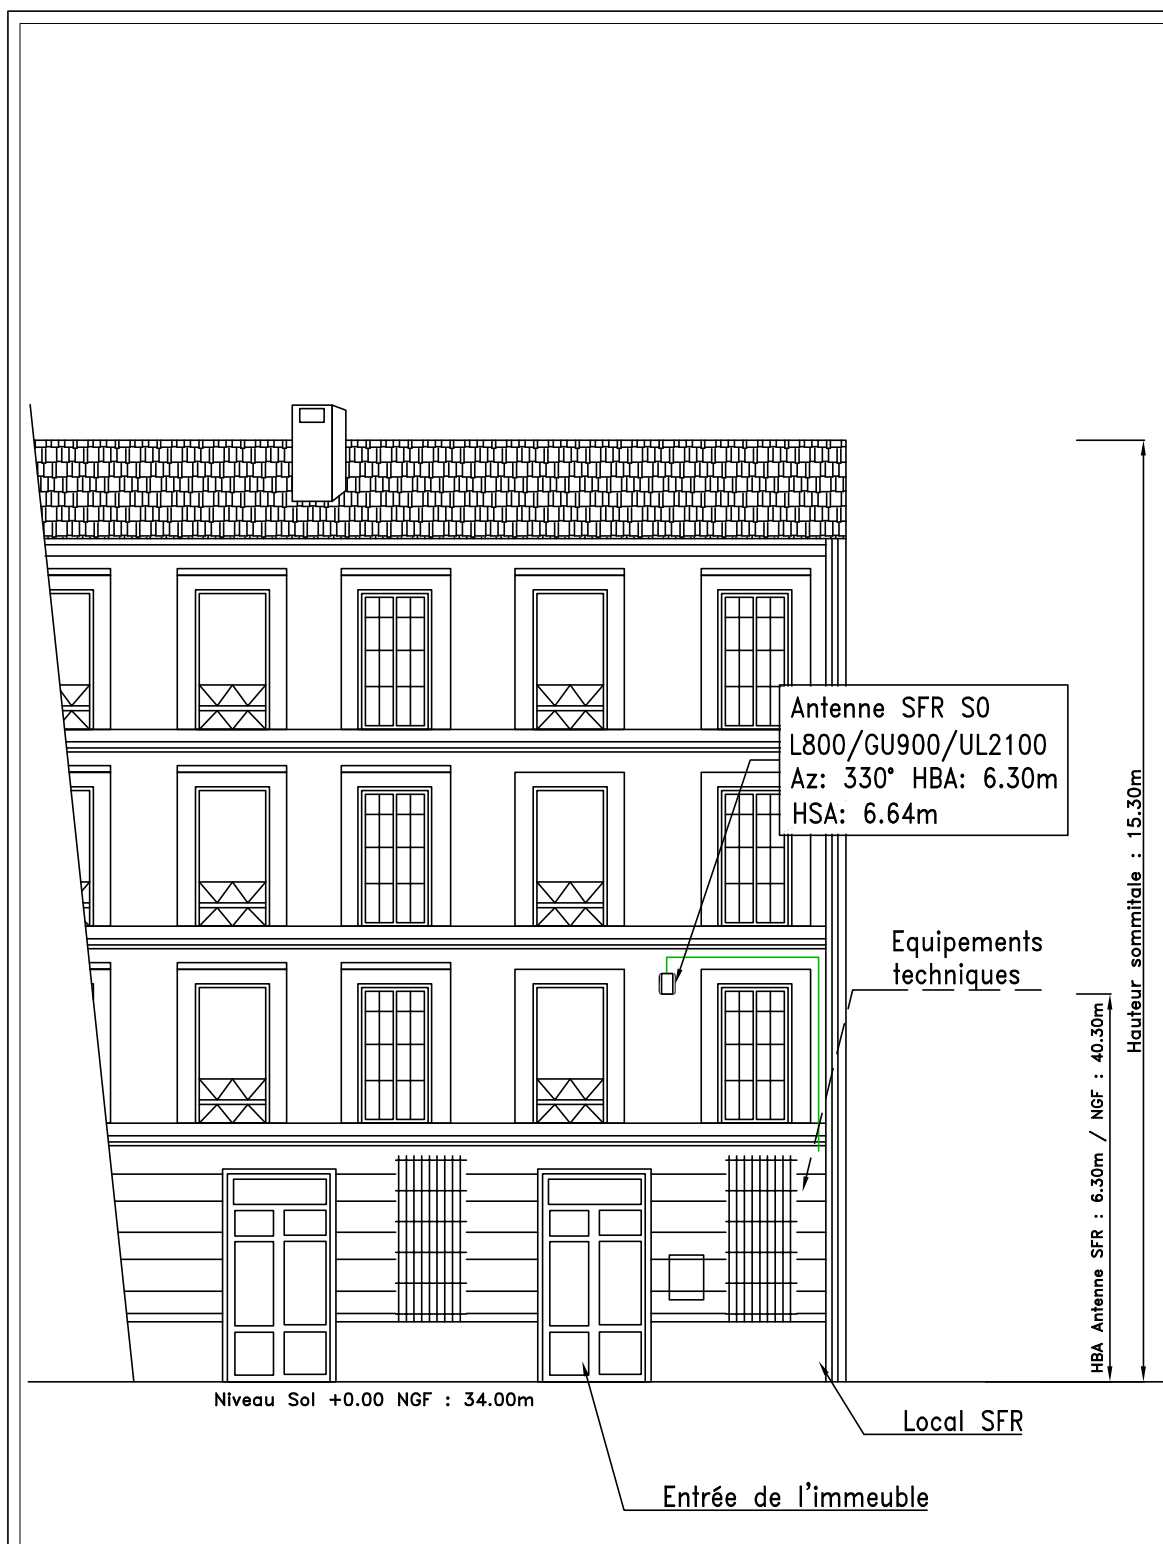 Antenne SFR S0
L800/GU900/UL2100
Az: 330° HBA: 6.30m
HSA: 6.64m
Hauteur sommitale : 15.30m
Equipements
techniques
HBA Antenne SFR : 6.30m / NGF : 40.30m
Niveau Sol +0.00 NGF : 34.00m
Local SFR
Entrée de l'immeuble